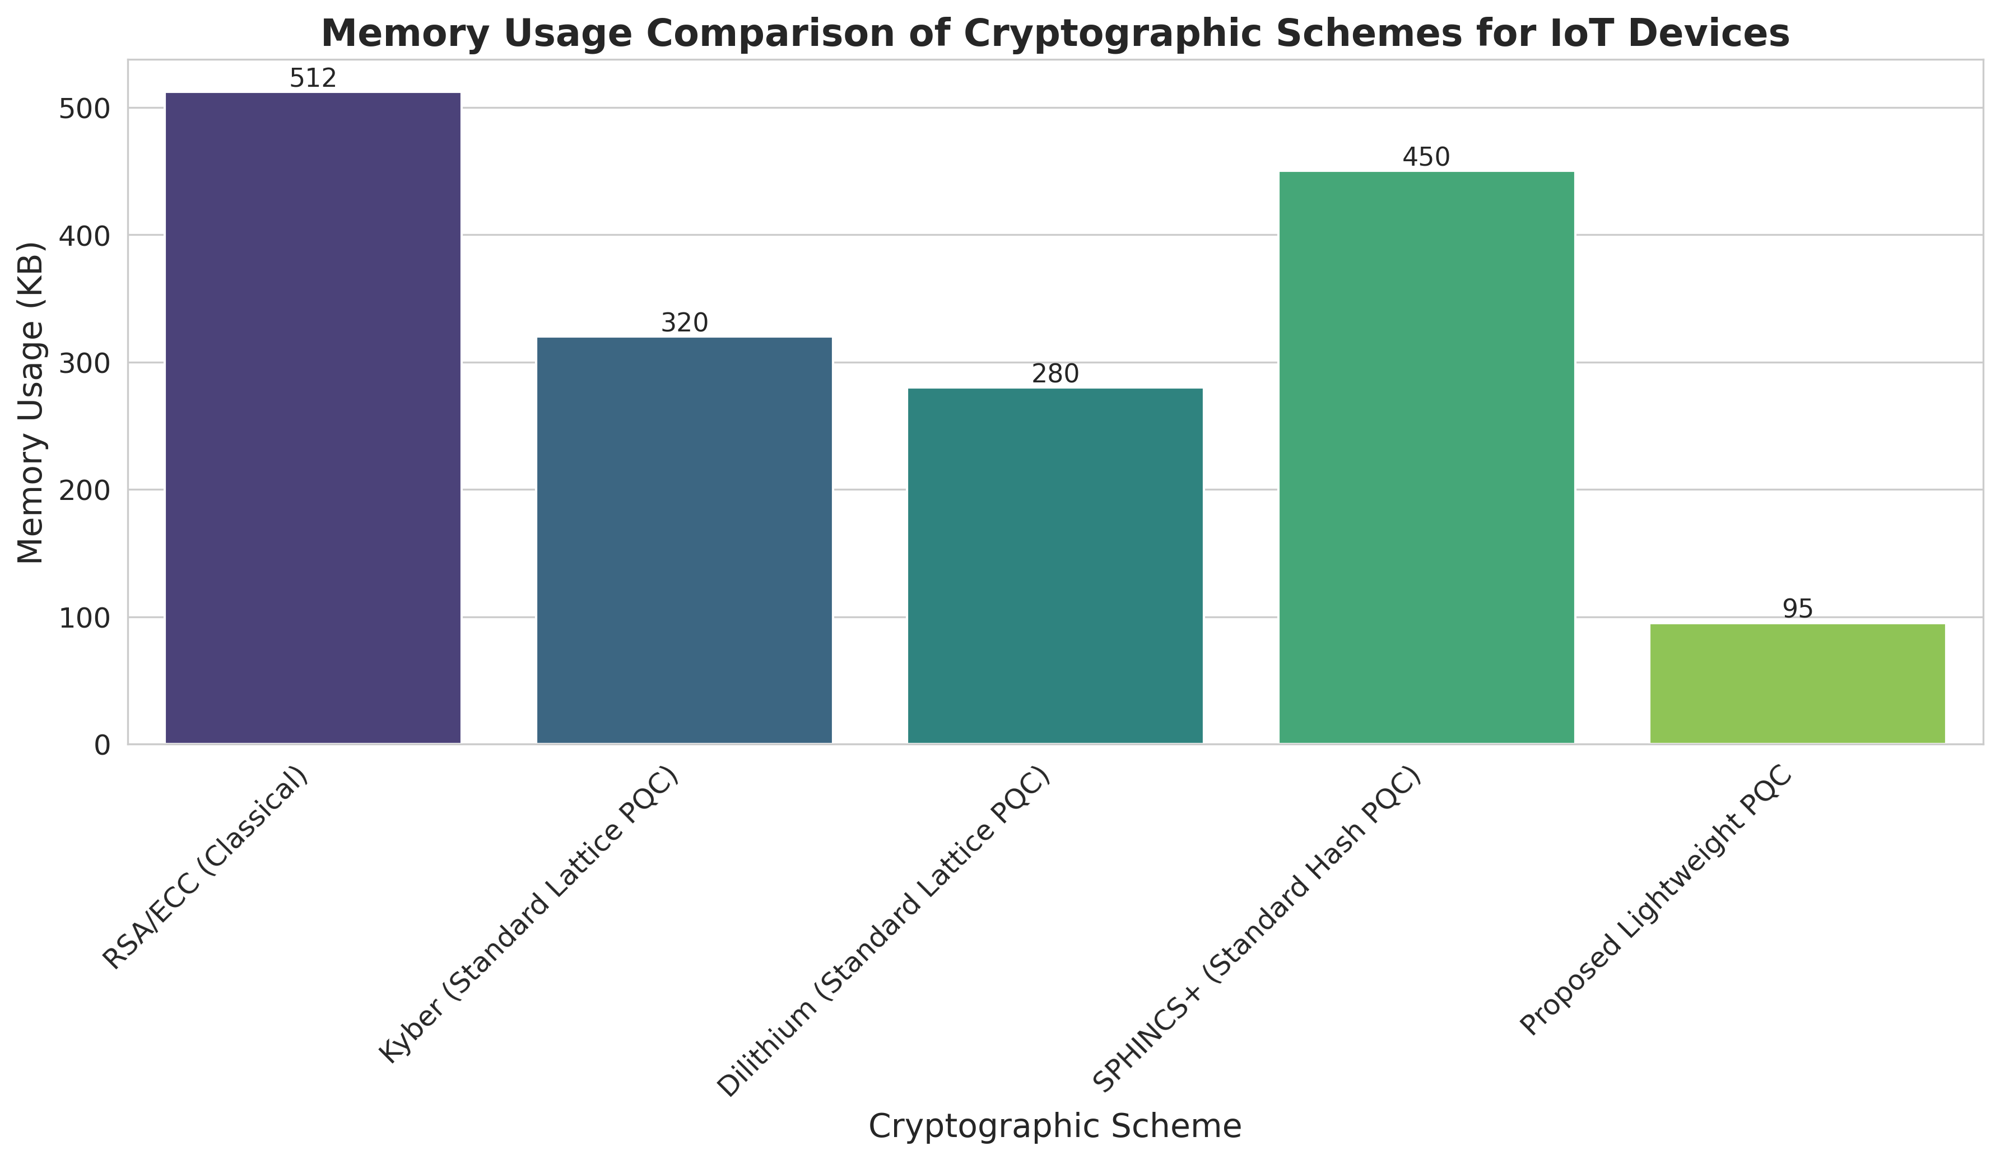 Memory Usage Comparison of Cryptographic Schemes for IoT Devices
Memory Usage (KB)
500
400
300
200
100
0
512
320
280
450
95
RSA/ECC (Classical)
Kyber (Standard Lattice PQC)
Dilithium (Standard Lattice PQC)
SPHINCS+ (Standard Hash PQC)
Proposed Lightweight PQC
Cryptographic Scheme